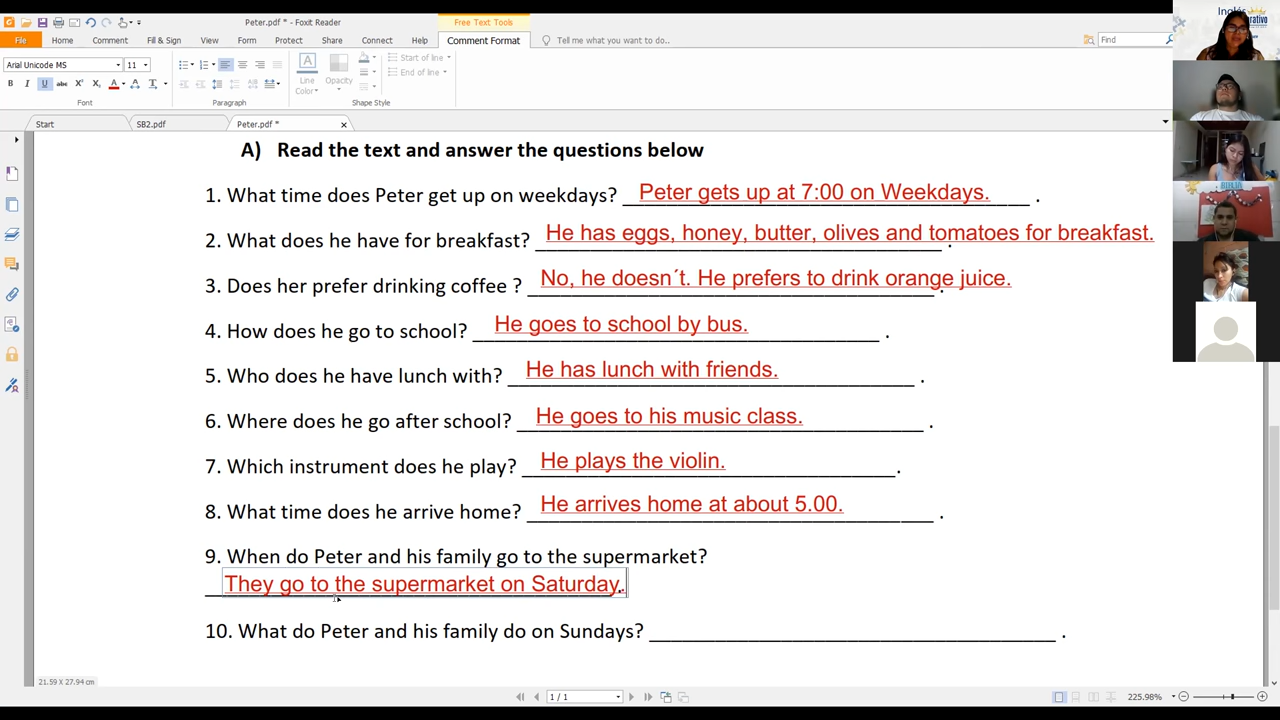 Peter.pdf * - Foxit Reader
Free Text Tools
Inglés
File
Home
Comment
Fill & Sign
View
Form
Protect
Share
Connect
Help
Comment Format
Tell me what you want to do..
Find
Arial Unicode MS
11
Start of line
End of line
Line Color
Opacity
Font
Paragraph
Shape Style
Start
SB2.pdf
Peter.pdf *
A) Read the text and answer the questions below
1. What time does Peter get up on weekdays? Peter gets up at 7:00 on Weekdays. .
2. What does he have for breakfast? He has eggs, honey, butter, olives and tomatoes for breakfast. .
3. Does her prefer drinking coffee ? No, he doesn´t. He prefers to drink orange juice. .
4. How does he go to school? He goes to school by bus. .
5. Who does he have lunch with? He has lunch with friends. .
6. Where does he go after school? He goes to his music class. .
7. Which instrument does he play? He plays the violin. .
8. What time does he arrive home? He arrives home at about 5.00. .
9. When do Peter and his family go to the supermarket?
They go to the supermarket on Saturday. .
10. What do Peter and his family do on Sundays? .
21.59 X 27.94 cm
1 / 1
225.98%
BIBLIA